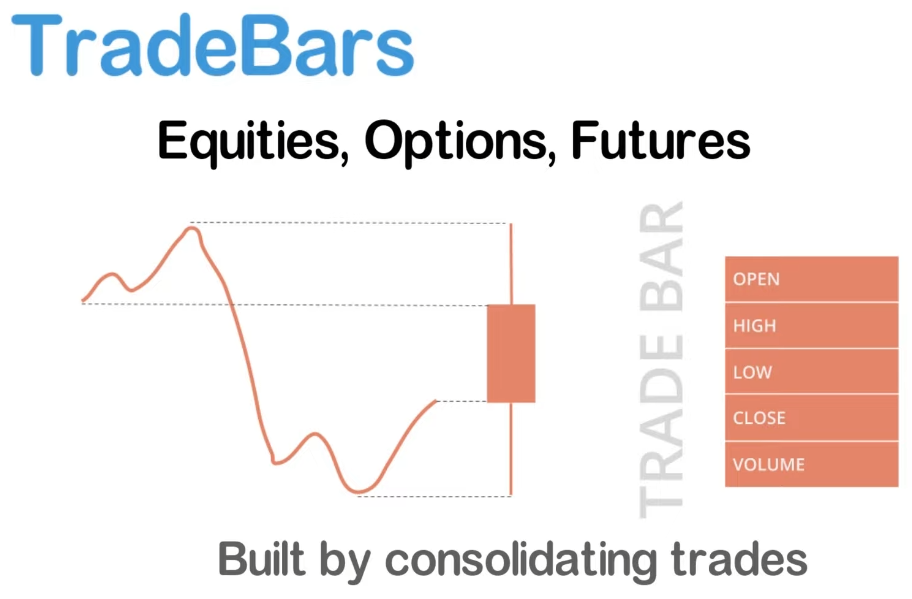 TradeBars
Equities, Options, Futures
TRADE BAR
OPEN
HIGH
LOW
CLOSE
VOLUME
Built by consolidating trades